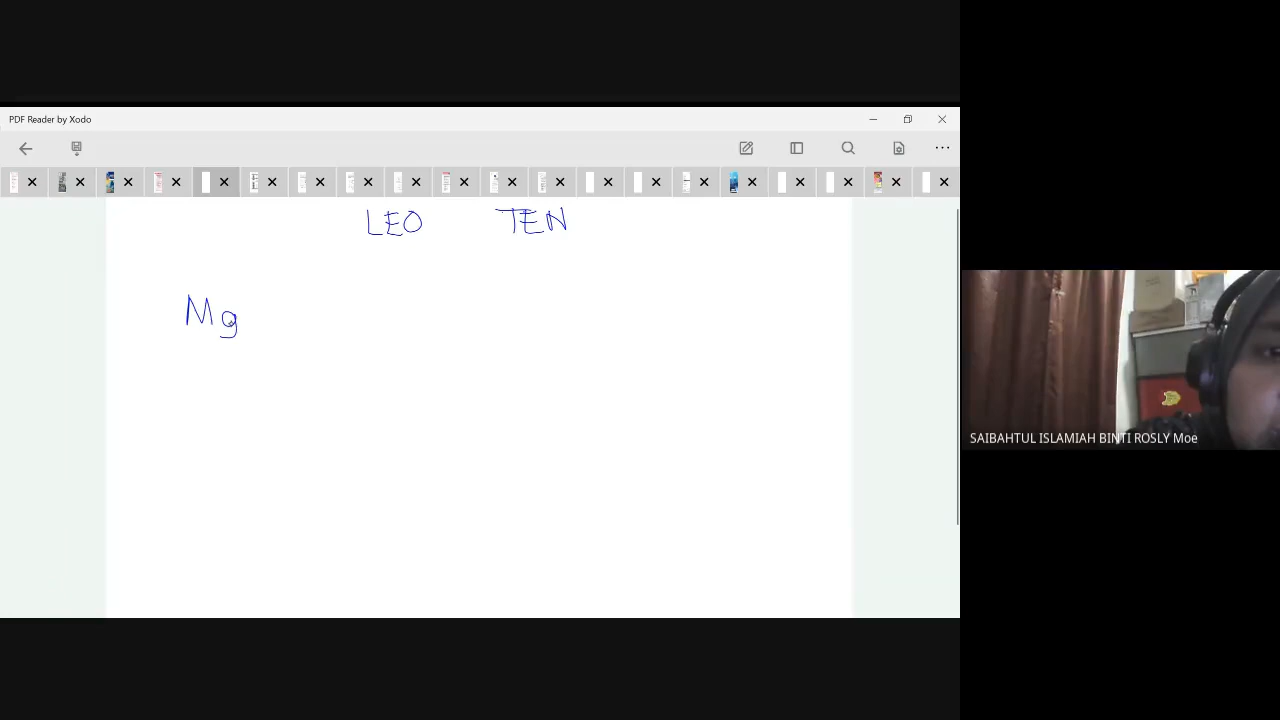 PDF Reader by Xodo
LEO TEN
Mg
SAIBAHTUL ISLAMIAH BINTI ROSLY Moe